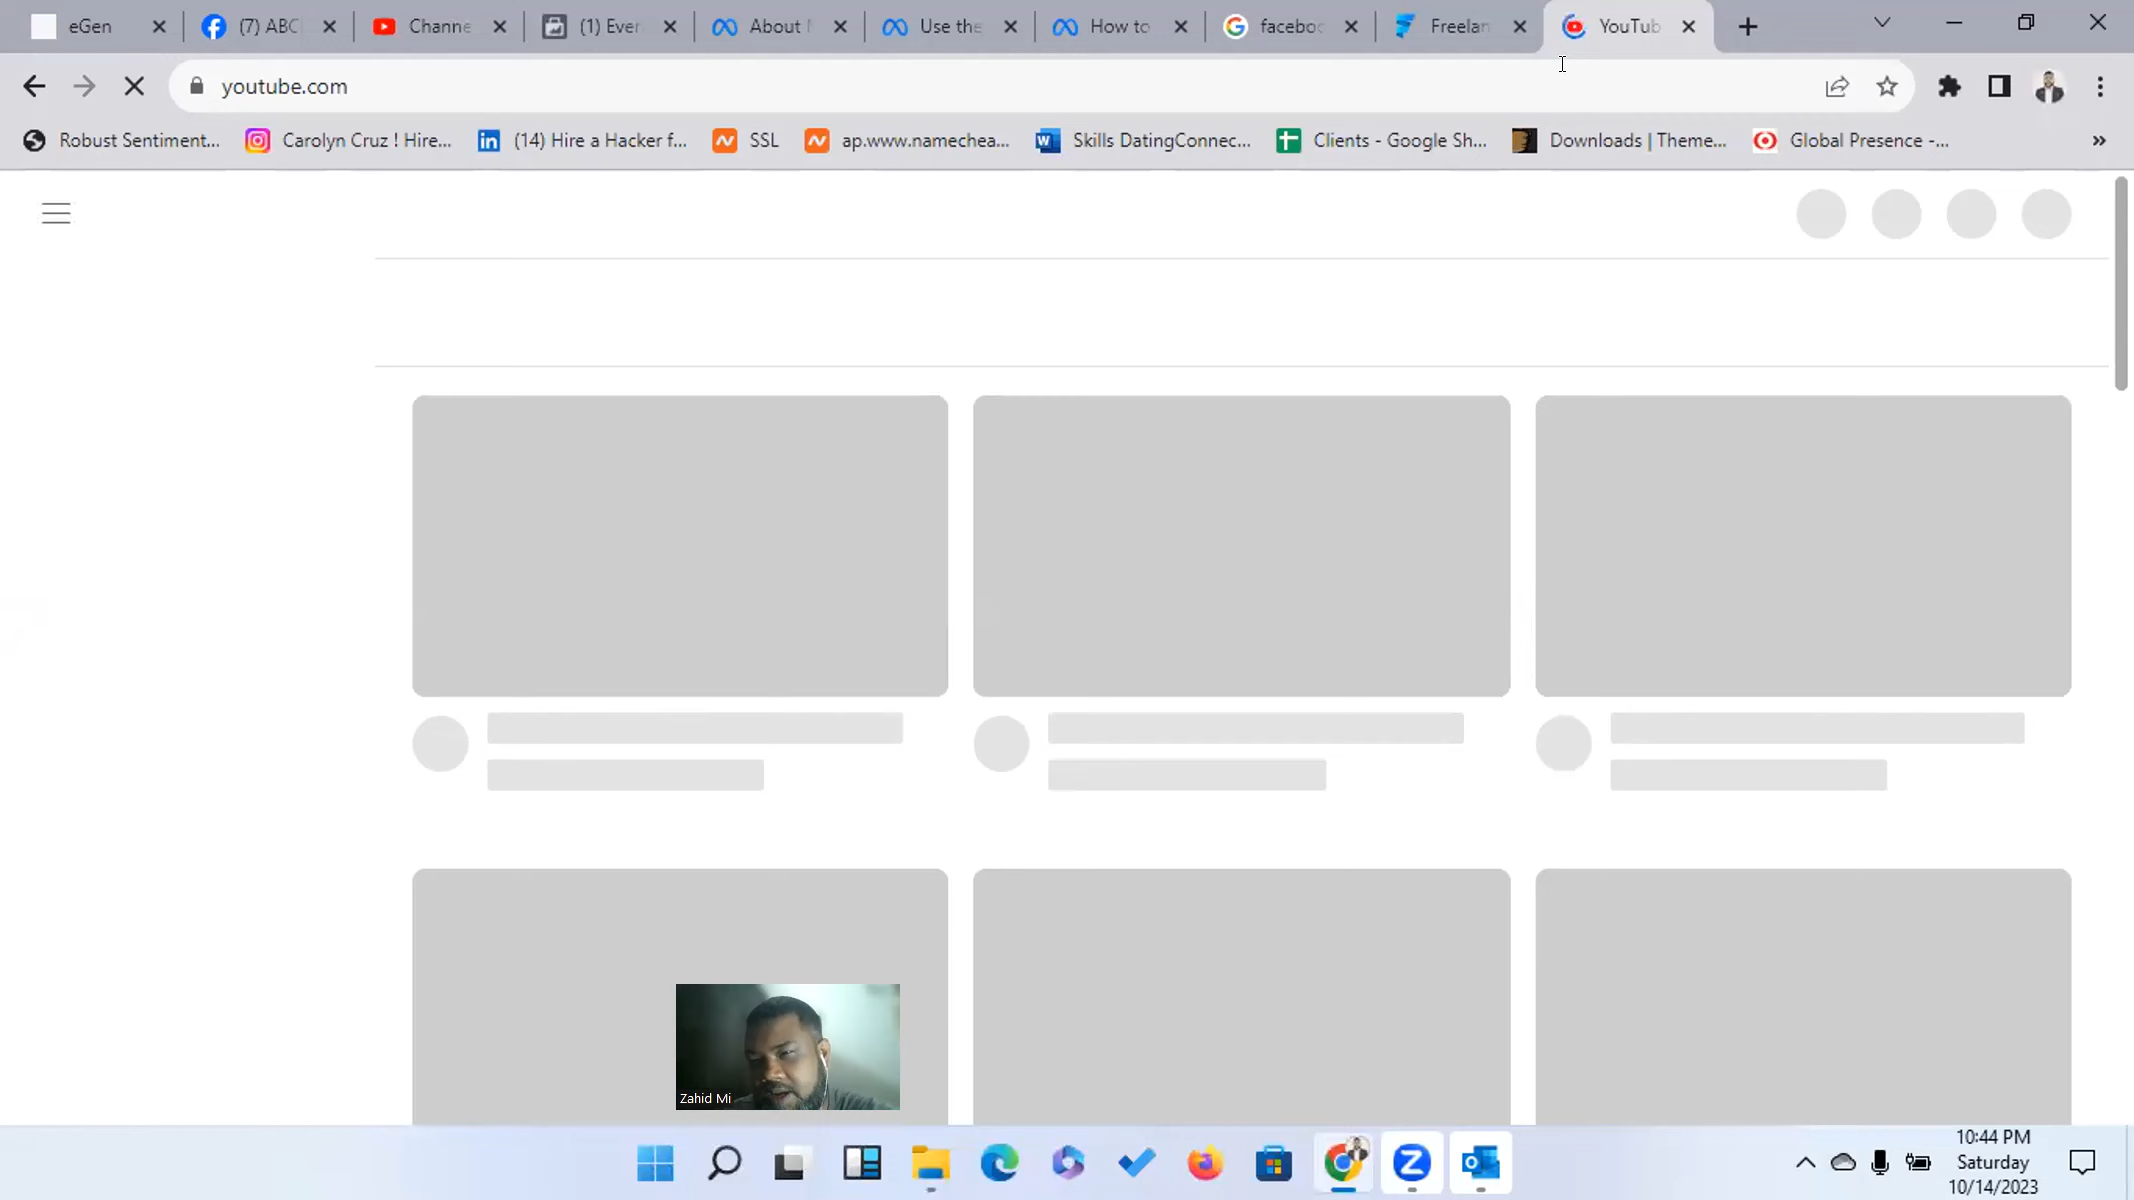 eGen
(7) ABC
Channe
(1) Ever
About M
Use the
How to
faceboo
Freelan
YouTub
youtube.com
Robust Sentiment...
Carolyn Cruz ! Hire...
(14) Hire a Hacker f...
SSL
ap.www.namechea...
Skills DatingConnec...
Clients - Google Sh...
Downloads | Theme...
Global Presence -...
Zahid Mi
10:44 PM
Saturday
10/14/2023